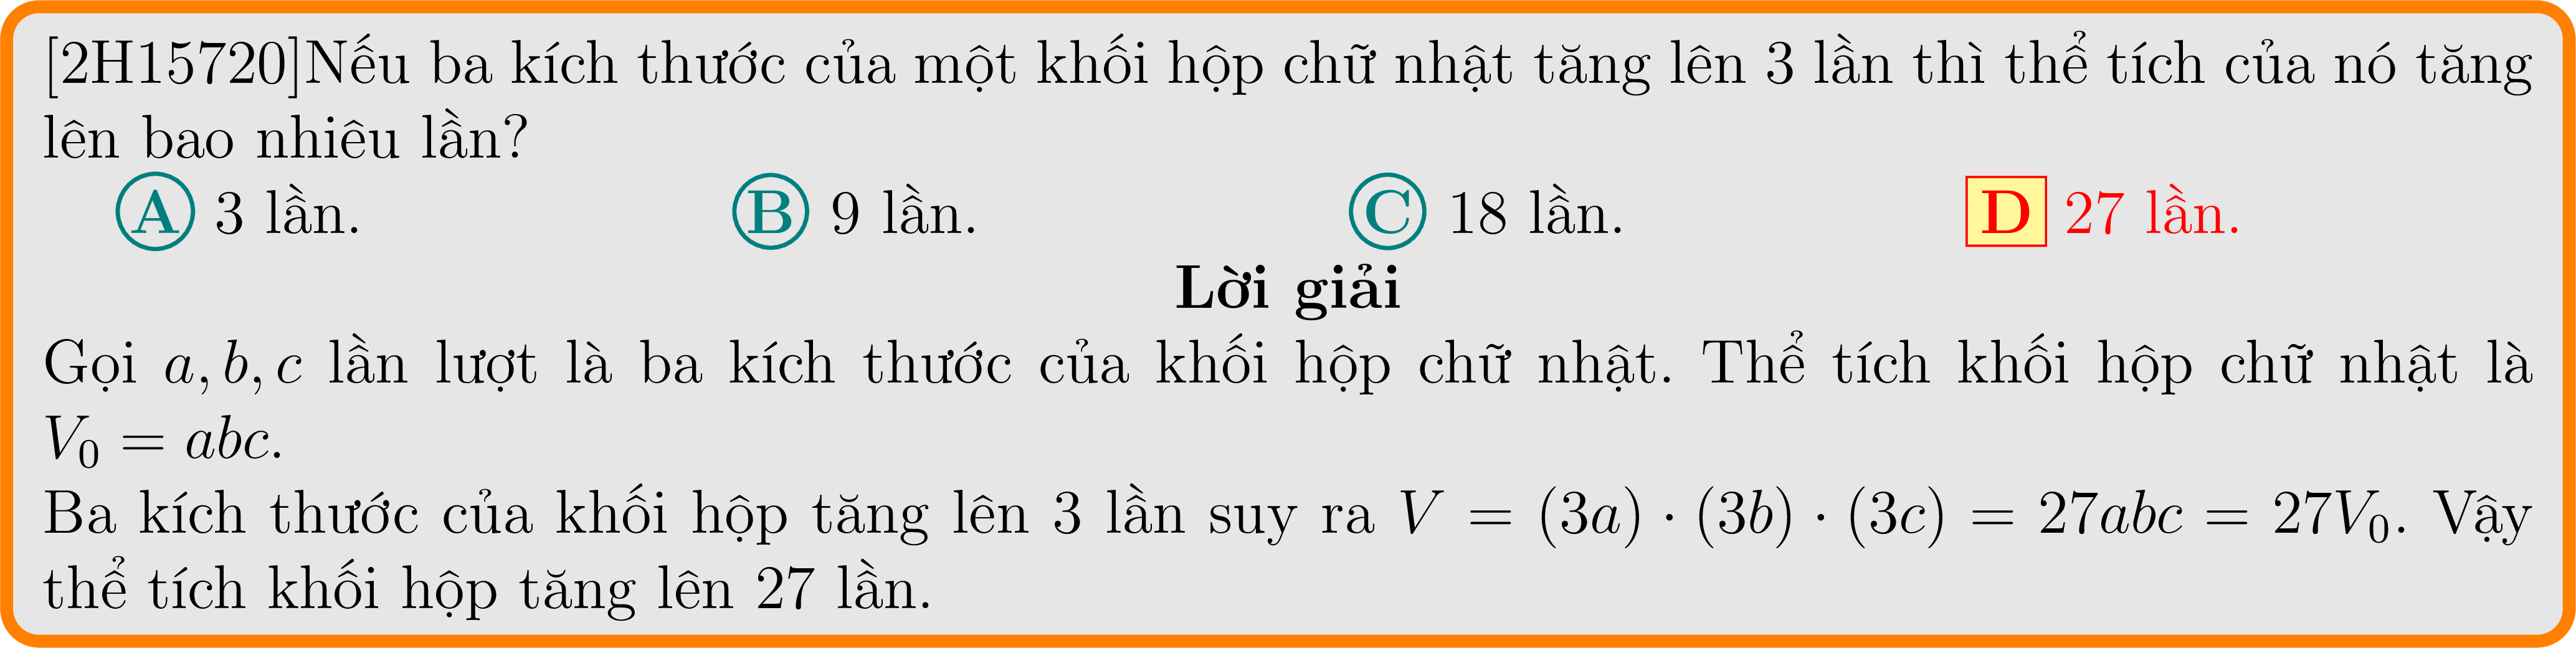 [2H15720]Nếu ba kích thước của một khối hộp chữ nhật tăng lên 3 lần thì thể tích của nó tăng
lên bao nhiêu lần?
A 3 lần. B 9 lần. C 18 lần. D 27 lần.
Lời giải
Gọi a, b, c lần lượt là ba kích thước của khối hộp chữ nhật. Thể tích khối hộp chữ nhật là
V₀ = abc.
Ba kích thước của khối hộp tăng lên 3 lần suy ra V = (3a) · (3b) · (3c) = 27abc = 27V₀. Vậy
thể tích khối hộp tăng lên 27 lần.